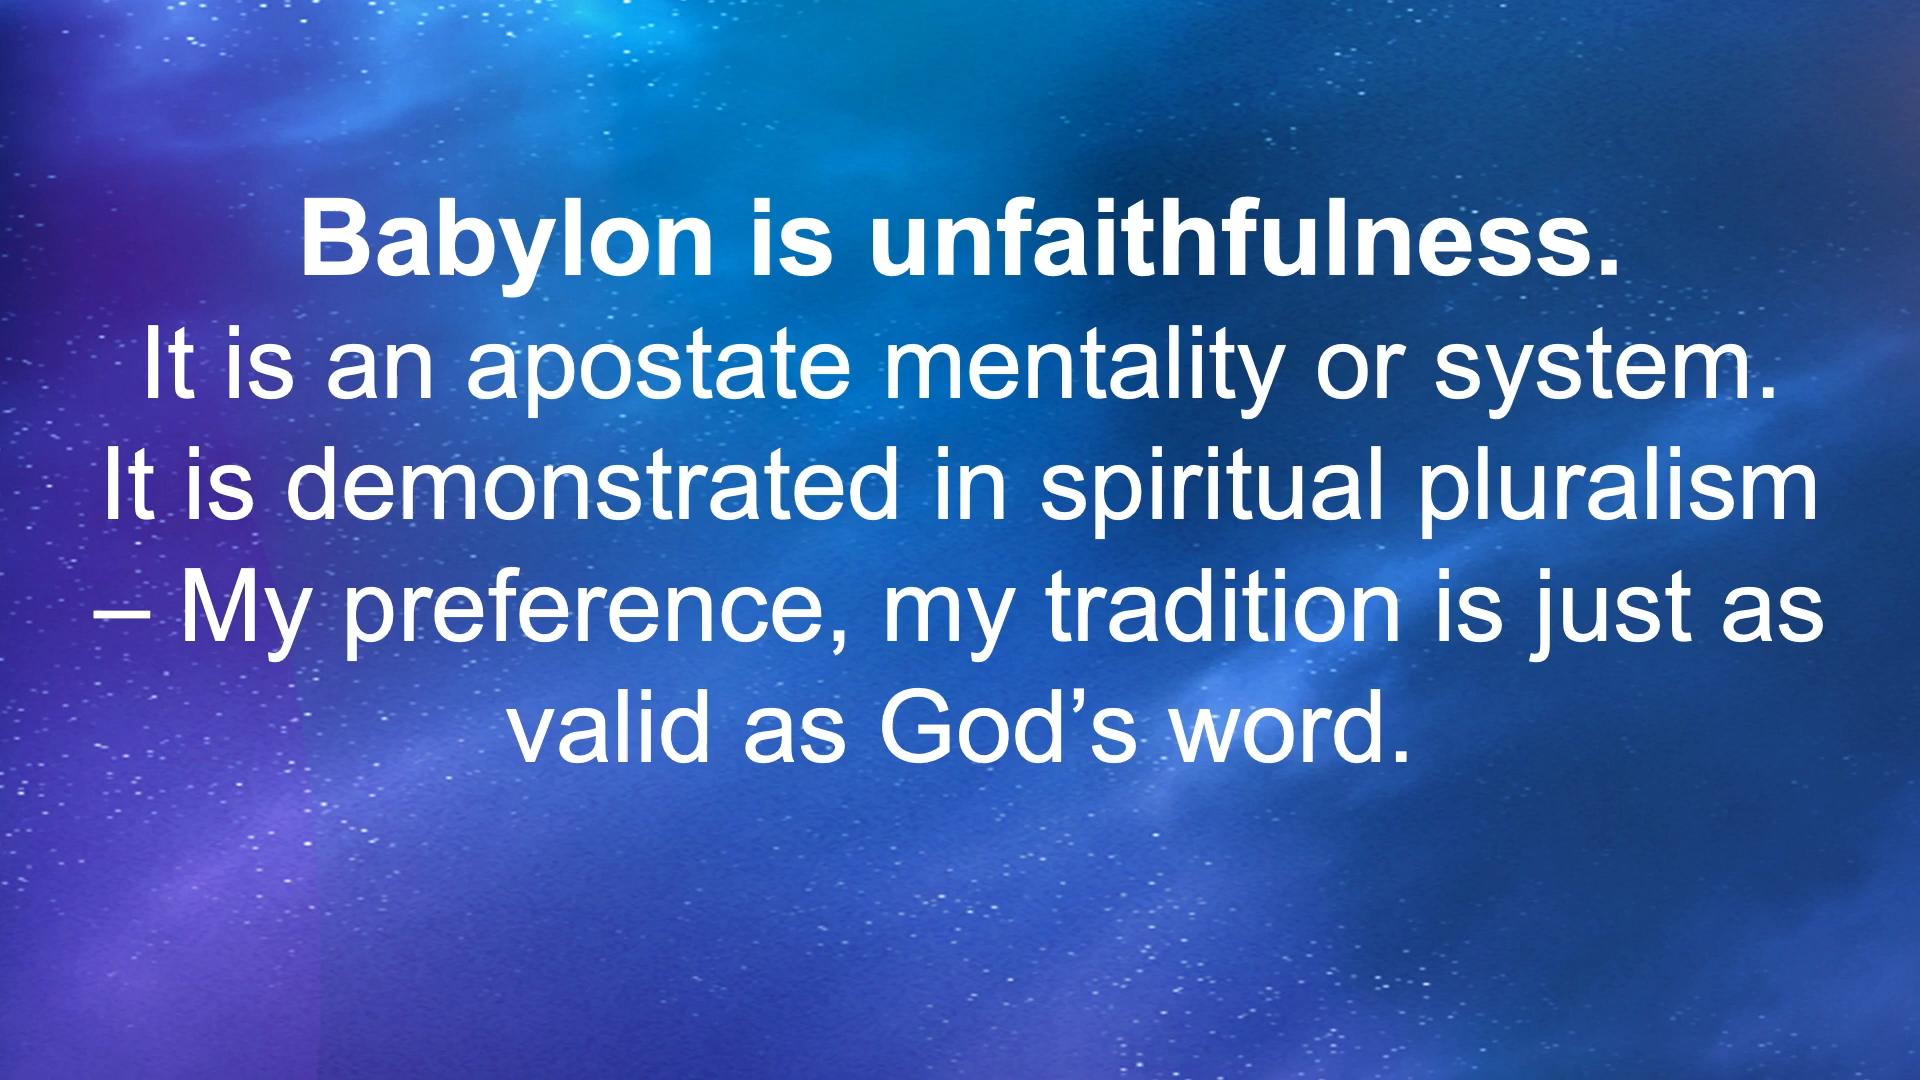 Babylon is unfaithfulness.
It is an apostate mentality or system.
It is demonstrated in spiritual pluralism
– My preference, my tradition is just as
valid as God’s word.